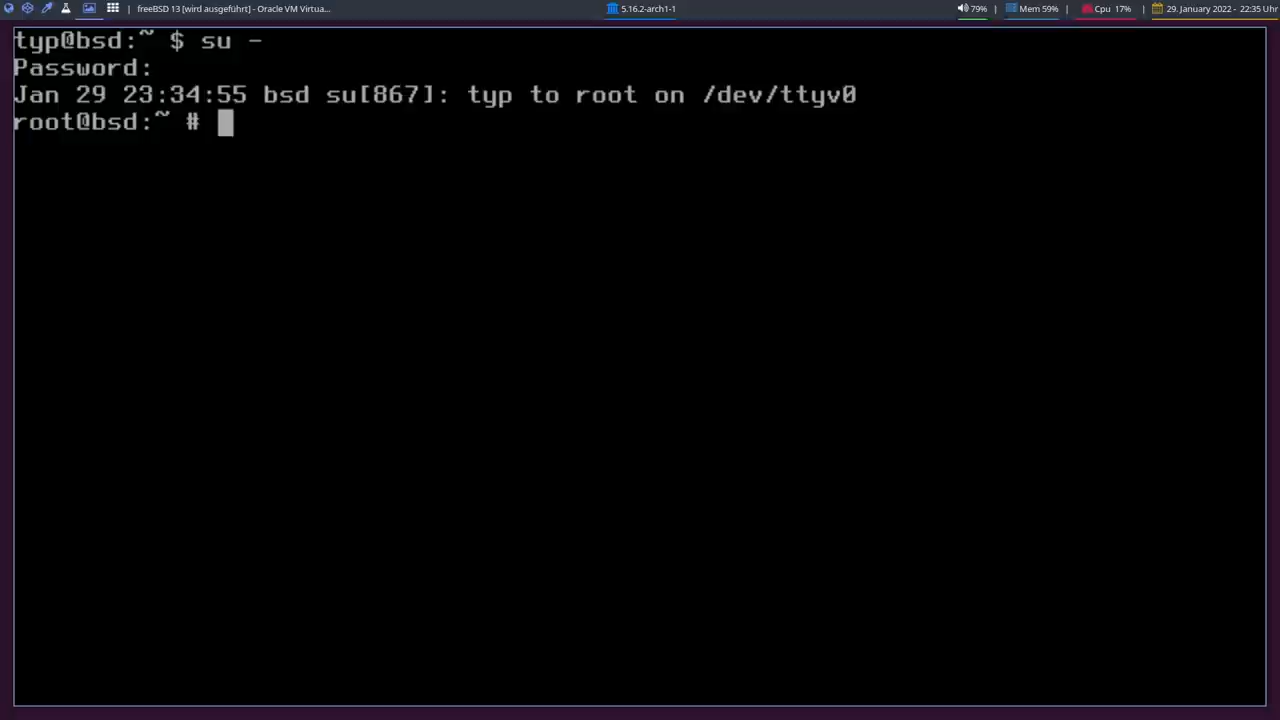 freeBSD 13 [wird ausgeführt] - Oracle VM Virtua...
5.16.2-arch1-1
79% | Mem 59% | Cpu 17% | 29. January 2022 - 22:35 Uhr
typ@bsd:~ $ su -
Password:
Jan 29 23:34:55 bsd su[867]: typ to root on /dev/ttyv0
root@bsd:~ #